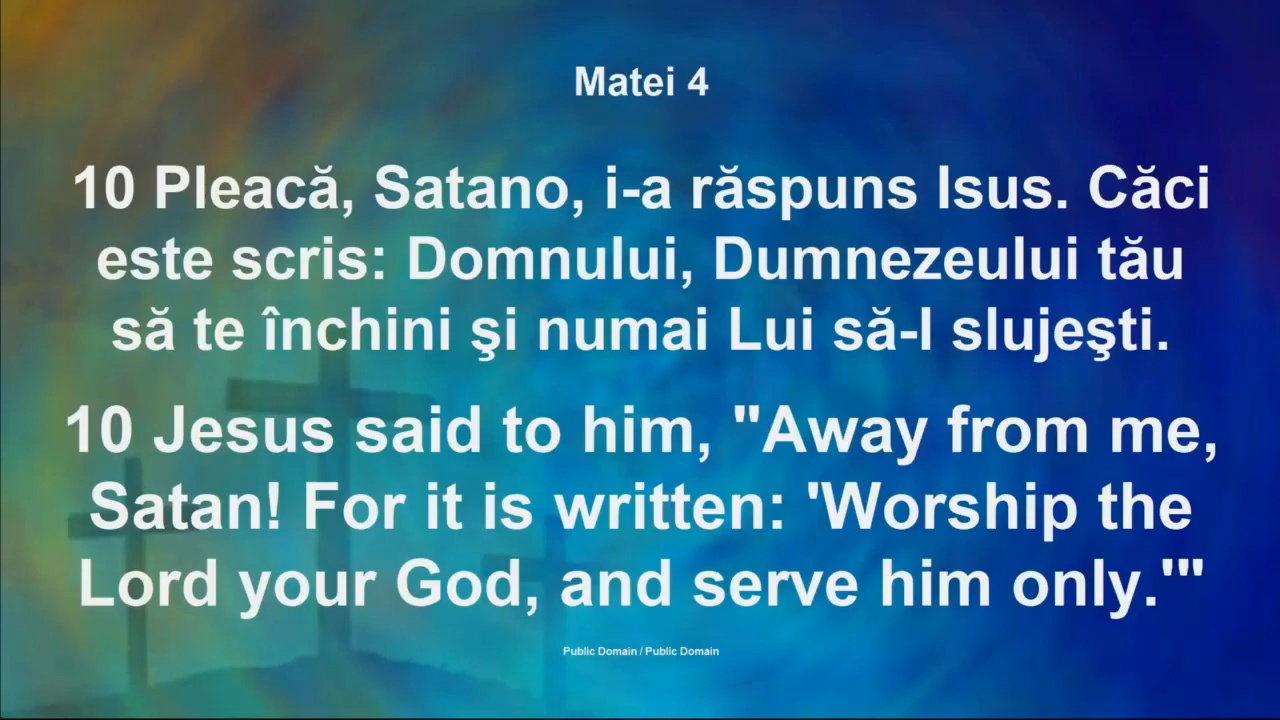 Matei 4
10 Pleacă, Satano, i-a răspuns Isus. Căci
este scris: Domnului, Dumnezeului tău
să te închini şi numai Lui să-l slujeşti.
10 Jesus said to him, "Away from me,
Satan! For it is written: 'Worship the
Lord your God, and serve him only.'"
Public Domain / Public Domain